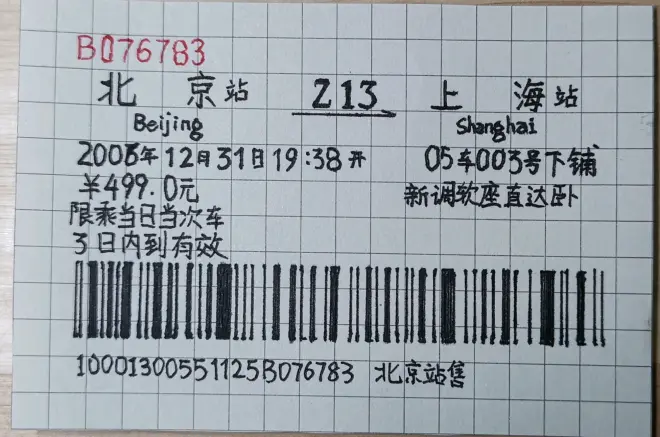 B076783
北京站 Z13 上海站
Beijing Shanghai
2008年12月31日19:38开 05车003号下铺
¥499.0元 新调软座直达卧
限乘当日当次车
3日内到有效
10001300551125B076783 北京站售